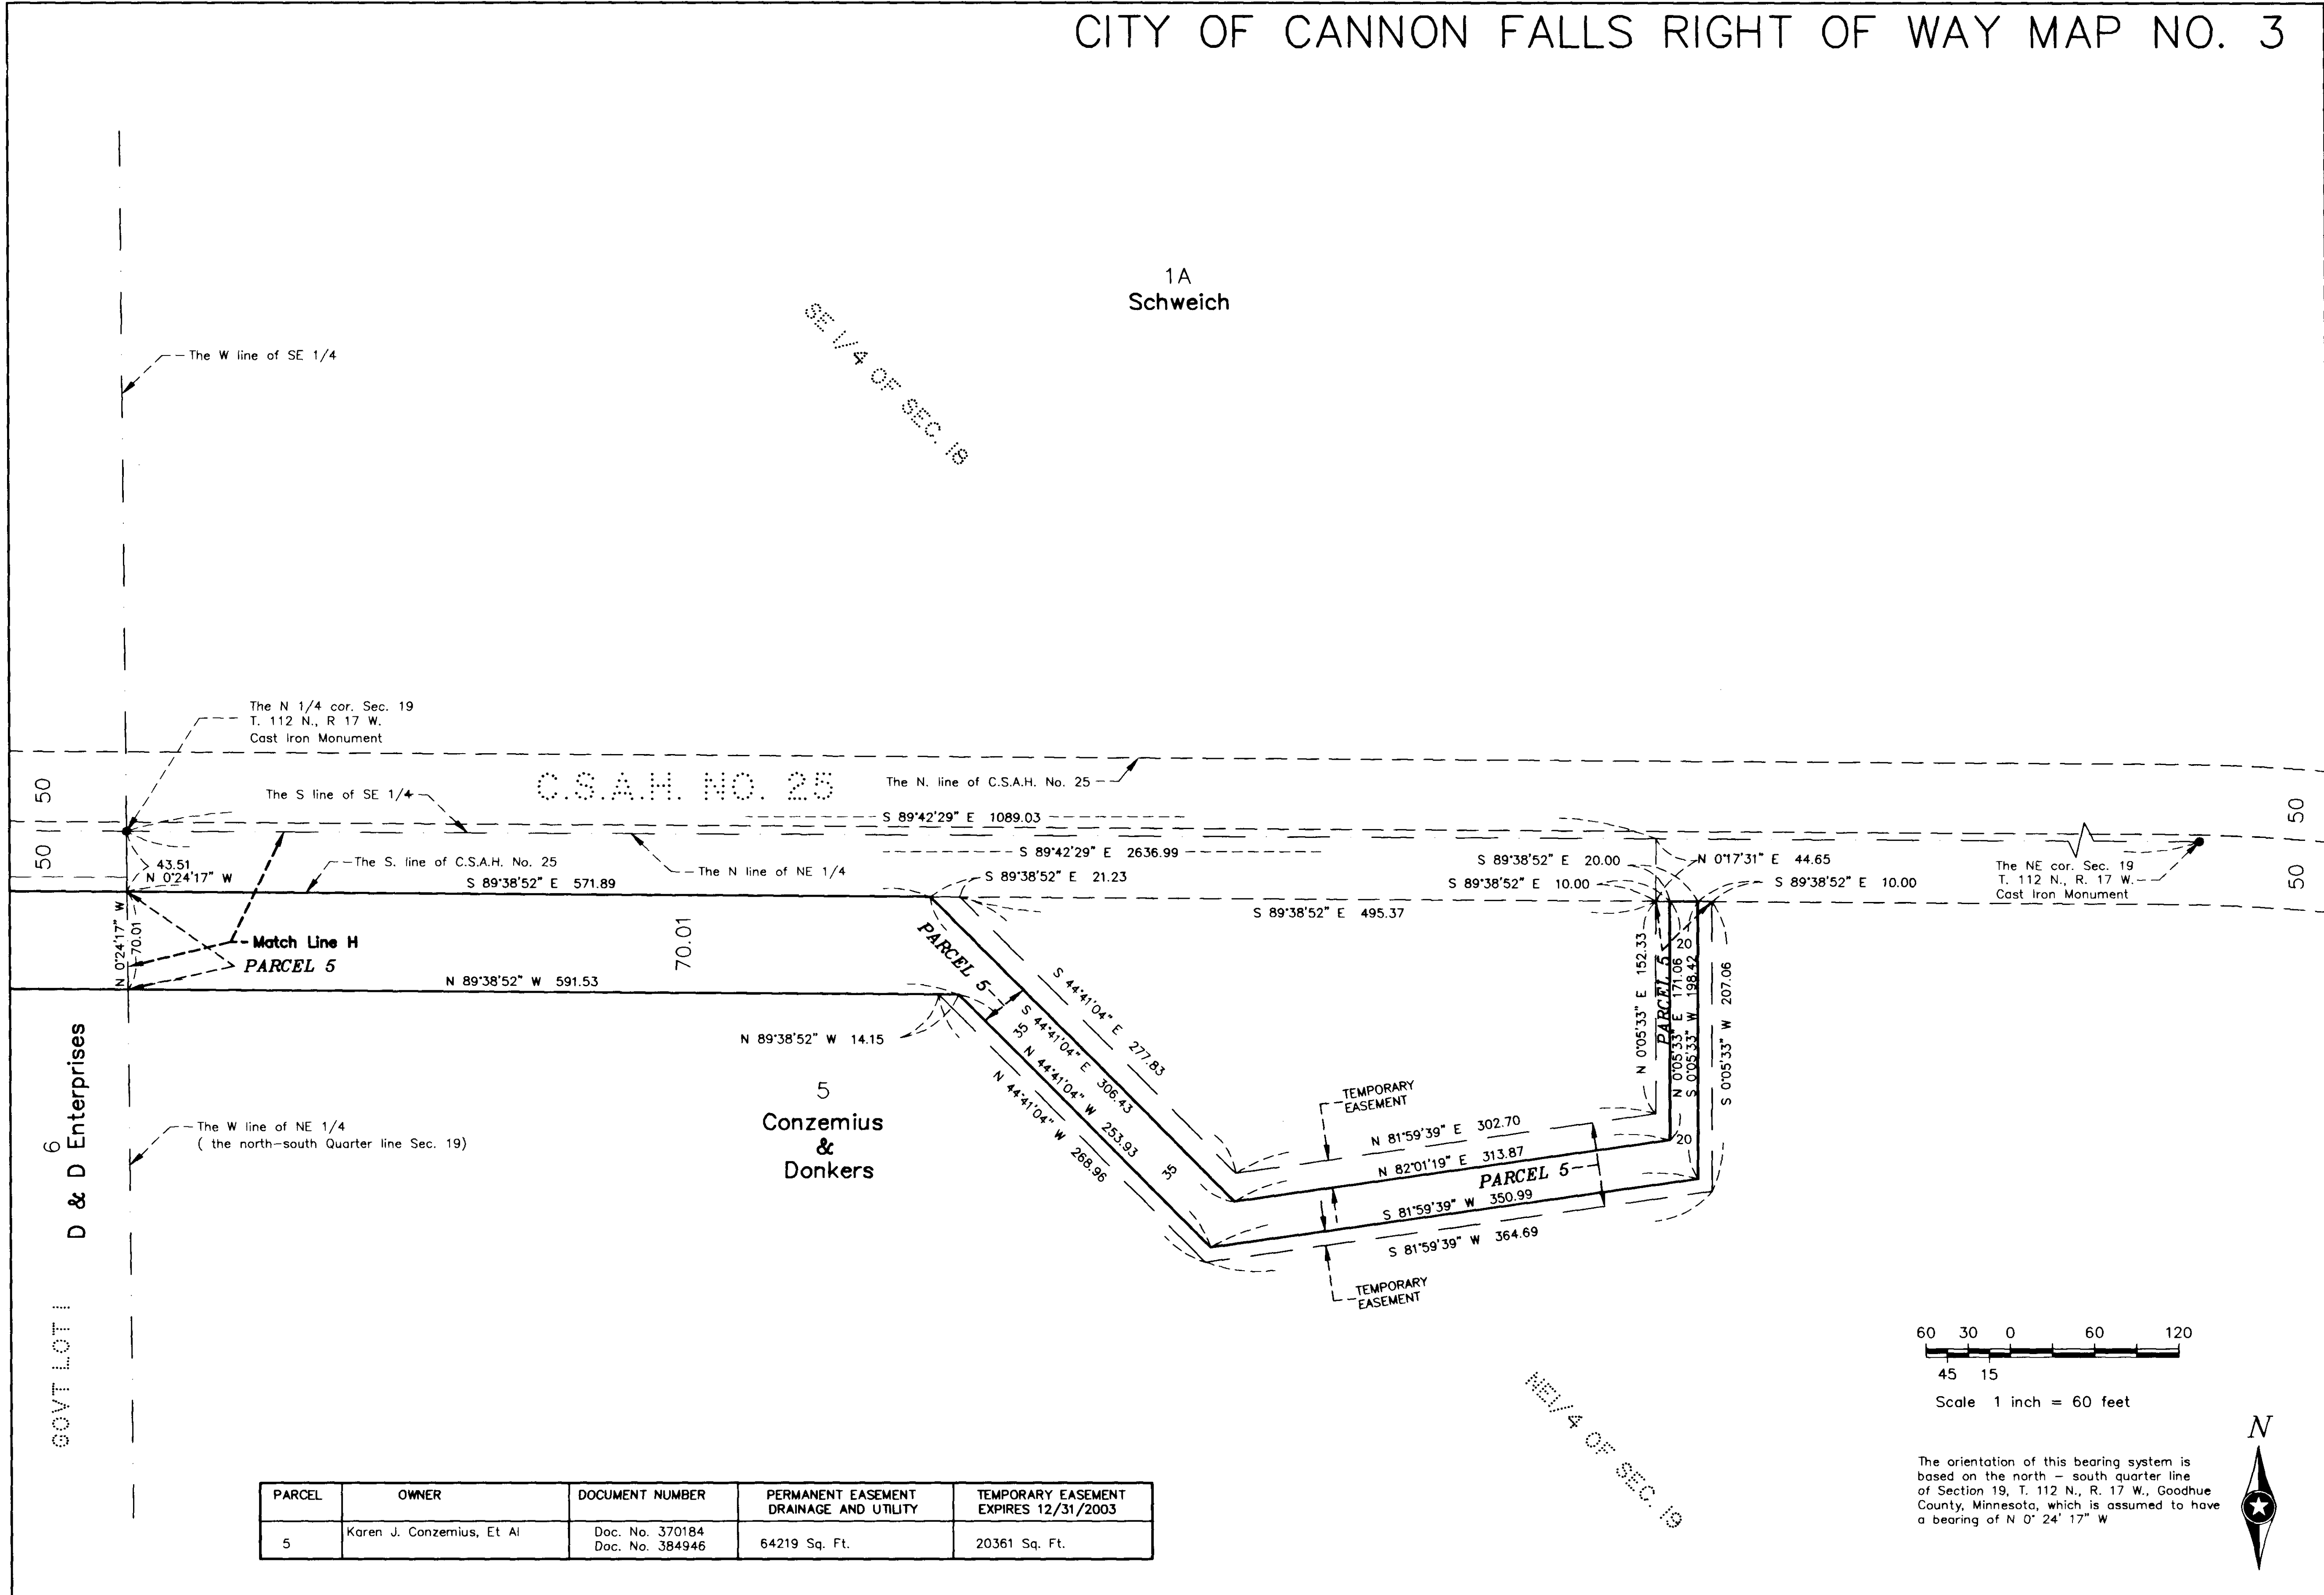 CITY OF CANNON FALLS RIGHT OF WAY MAP NO. 3
1A
Schweich
SE 1/4 OF SEC. 18
The W line of SE 1/4
The N 1/4 cor. Sec. 19
T. 112 N., R 17 W.
Cast Iron Monument
50
C.S.A.H. NO. 25
The N. line of C.S.A.H. No. 25
50
The S line of SE 1/4
S 89°42'29" E 1089.03
50
S 89°42'29" E 2636.99
43.51
N 0°24'17" W
The S. line of C.S.A.H. No. 25
The N line of NE 1/4
S 89°38'52" E 571.89
S 89°38'52" E 21.23
S 89°38'52" E 20.00
N 0°17'31" E 44.65
S 89°38'52" E 10.00
S 89°38'52" E 10.00
The NE cor. Sec. 19
T. 112 N., R. 17 W.
Cast Iron Monument
50
S 89°38'52" E 495.37
N 0°24'17" W
70.01
Match Line H
PARCEL 5
70.01
N 89°38'52" W 591.53
PARCEL 5
N 89°38'52" W 14.15
S 44°41'04" E 277.83
S 44°41'04" E 306.43
35
N 44°41'04" W 253.93
N 44°41'04" W 268.96
35
N 0°05'33" E 152.33
PARCEL 5
20
N 0°05'33" E 171.06
S 0°05'33" W 198.42
S 0°05'33" W 207.06
20
TEMPORARY
EASEMENT
N 81°59'39" E 302.70
N 82°01'19" E 313.87
PARCEL 5
S 81°59'39" W 350.99
S 81°59'39" W 364.69
TEMPORARY
EASEMENT
6
D & D Enterprises
The W line of NE 1/4
( the north-south Quarter line Sec. 19)
5
Conzemius
&
Donkers
GOVT LOT 1
NE1/4 OF SEC. 19
60 30 0 60 120
45 15
Scale 1 inch = 60 feet
N
The orientation of this bearing system is
based on the north - south quarter line
of Section 19, T. 112 N., R. 17 W., Goodhue
County, Minnesota, which is assumed to have
a bearing of N 0° 24' 17" W
PARCEL OWNER DOCUMENT NUMBER PERMANENT EASEMENT DRAINAGE AND UTILITY TEMPORARY EASEMENT EXPIRES 12/31/2003
5 Karen J. Conzemius, Et Al Doc. No. 370184 Doc. No. 384946 64219 Sq. Ft. 20361 Sq. Ft.